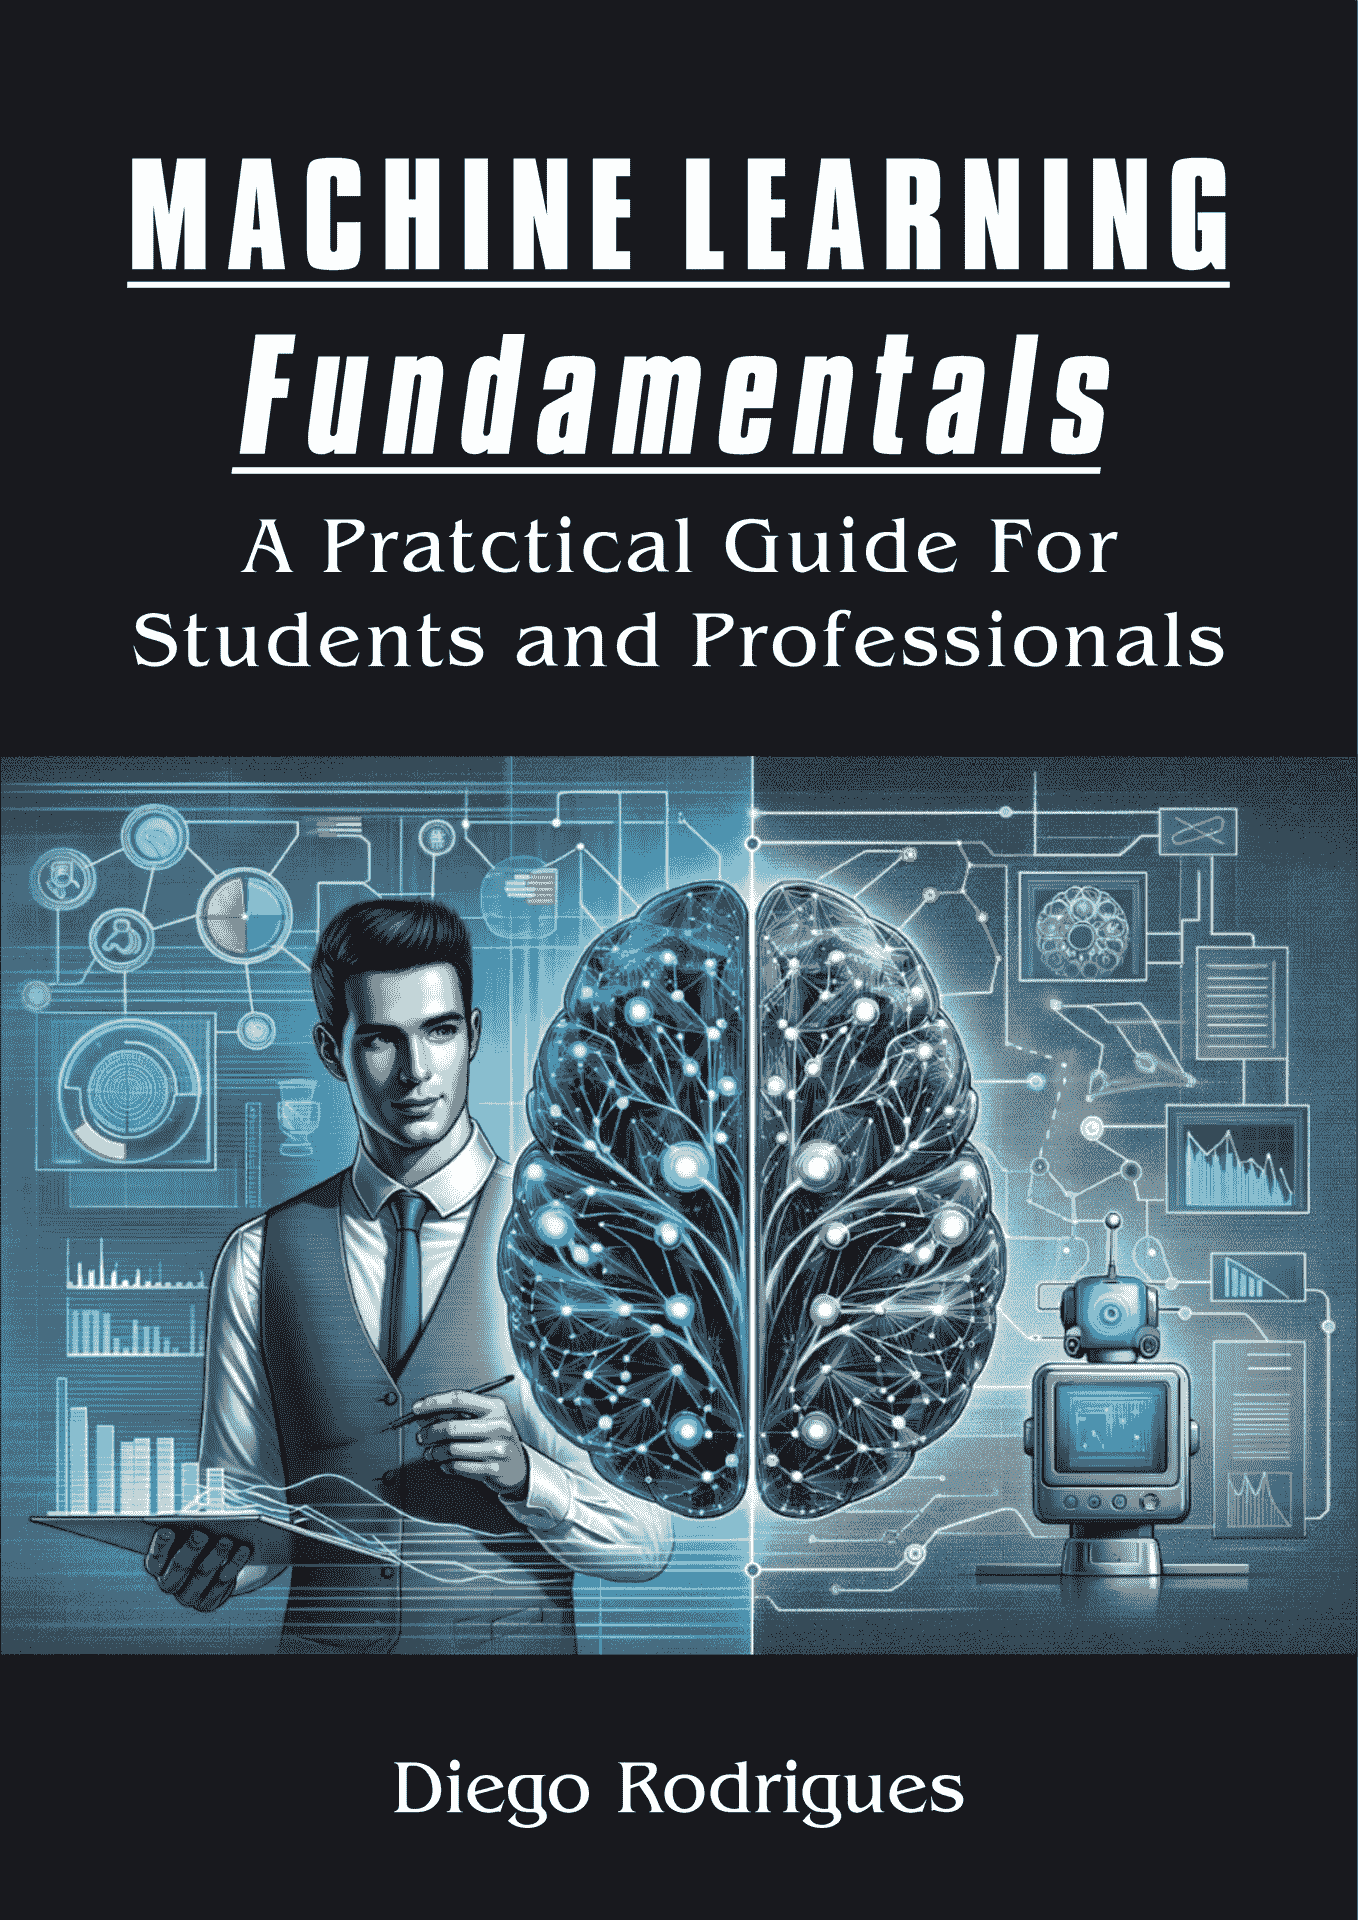 MACHINE LEARNING
Fundamentals
A Pratctical Guide For
Students and Professionals
Diego Rodrigues